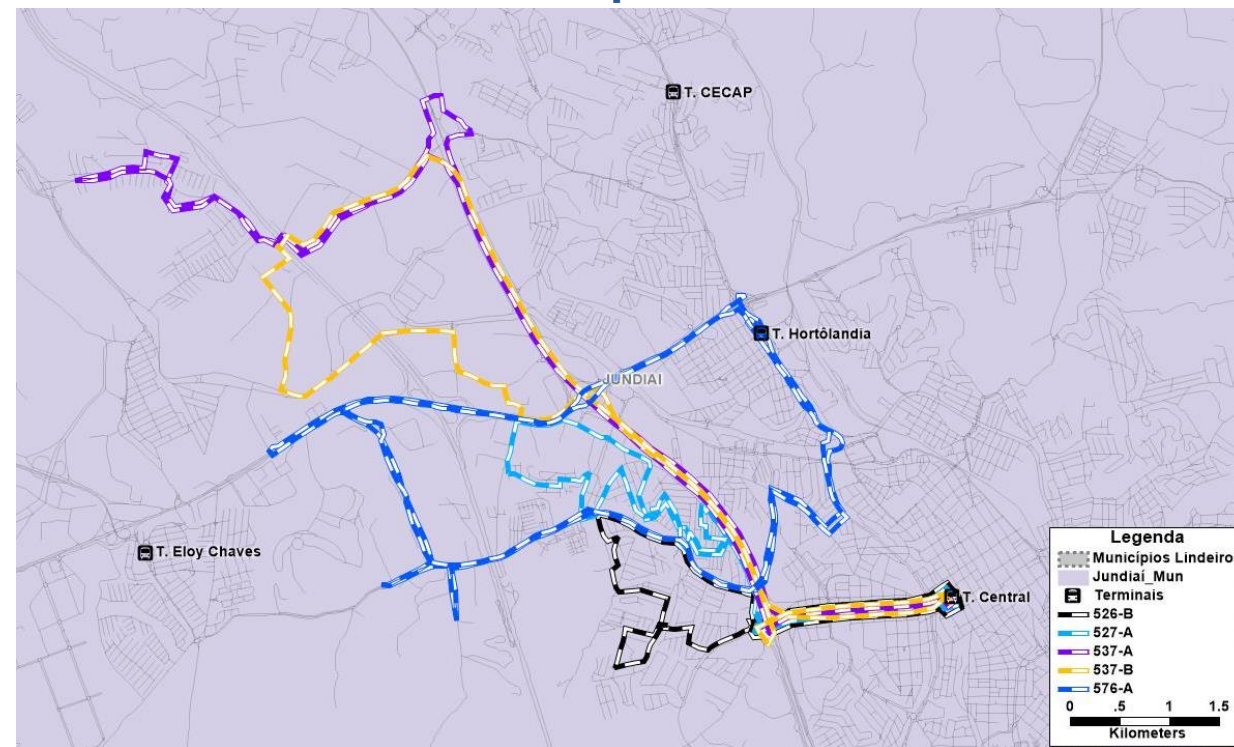 T. CECAP
T. Hortôlandia
JUNDIAI
T. Eloy Chaves
T. Central
Legenda
Municípios Lindeiro
Jundiaí_Mun
Terminais
526-B
527-A
537-A
537-B
576-A
0 .5 1 1.5
Kilometers